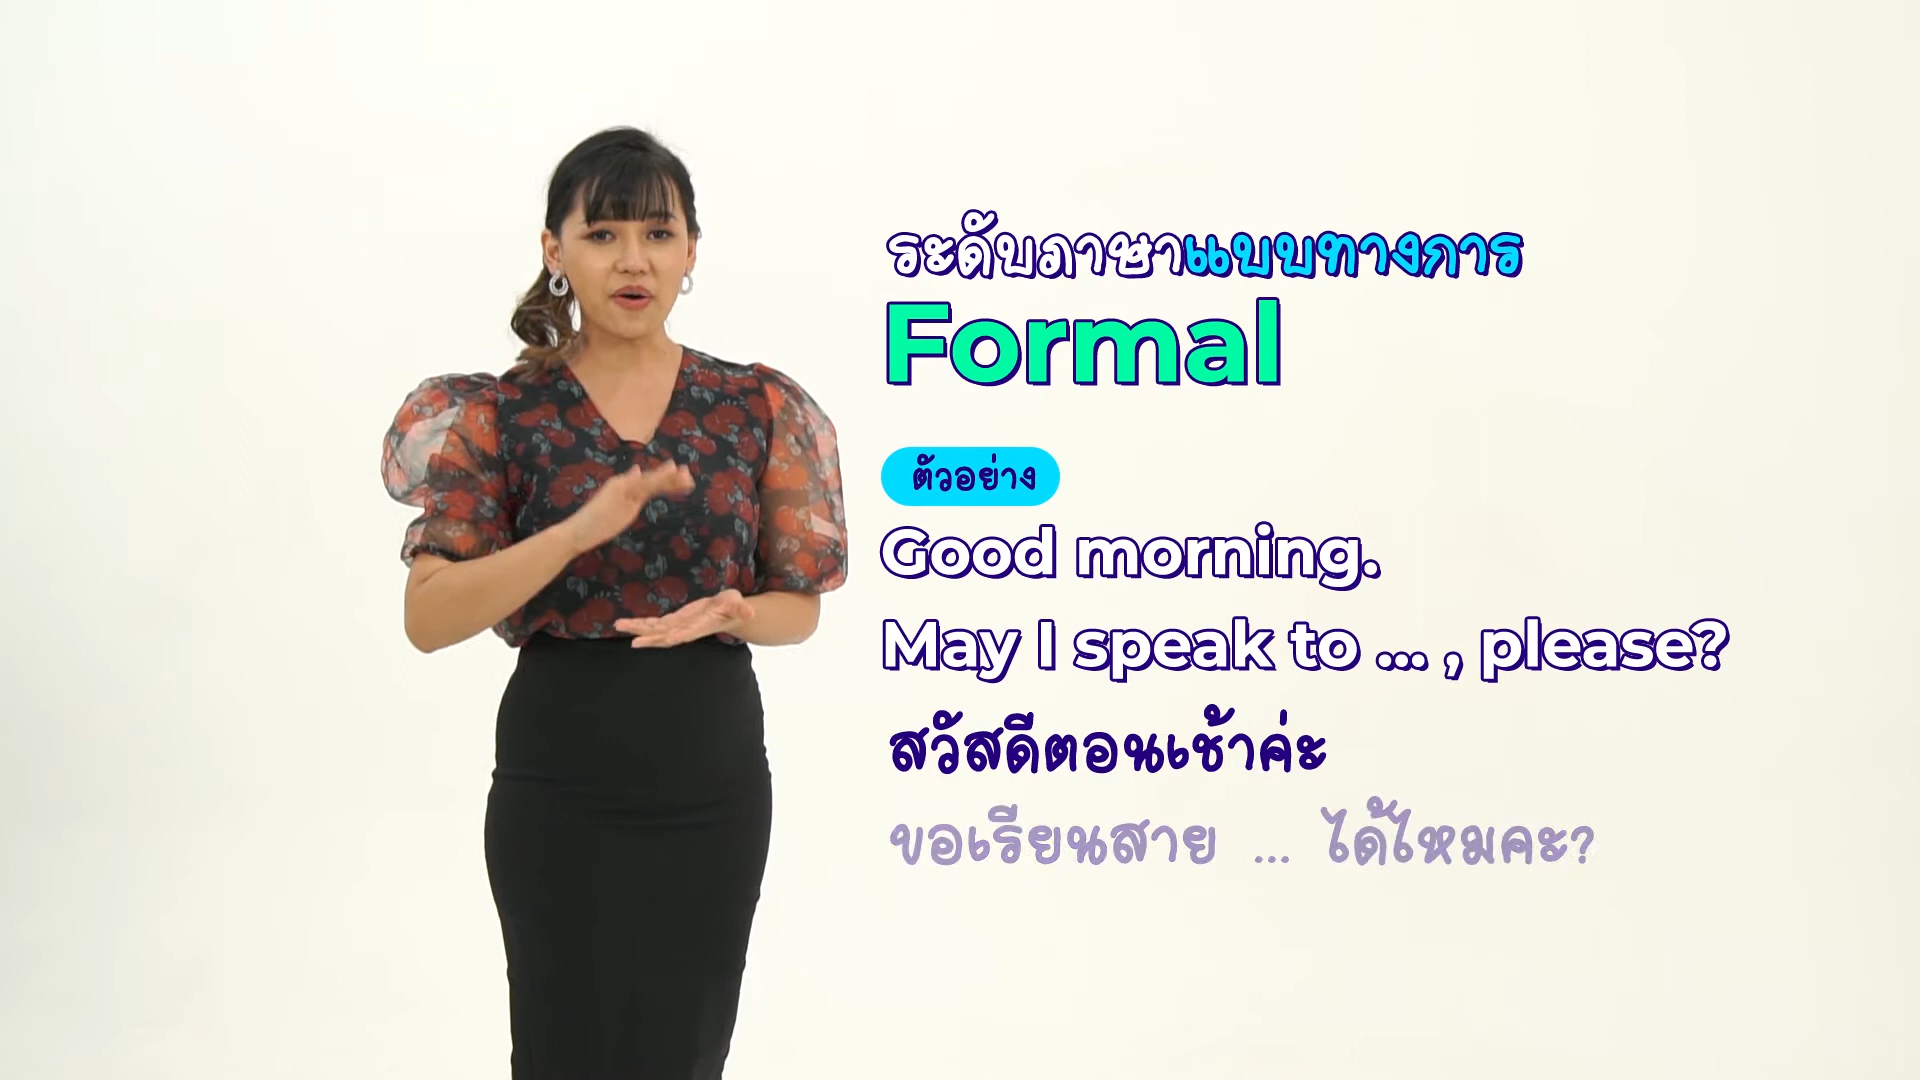 ระดับภาษาแบบทางการ
Formal
ตัวอย่าง
Good morning.
May I speak to ... , please?
สวัสดีตอนเช้าค่ะ
ขอเรียนสาย ... ได้ไหมคะ?